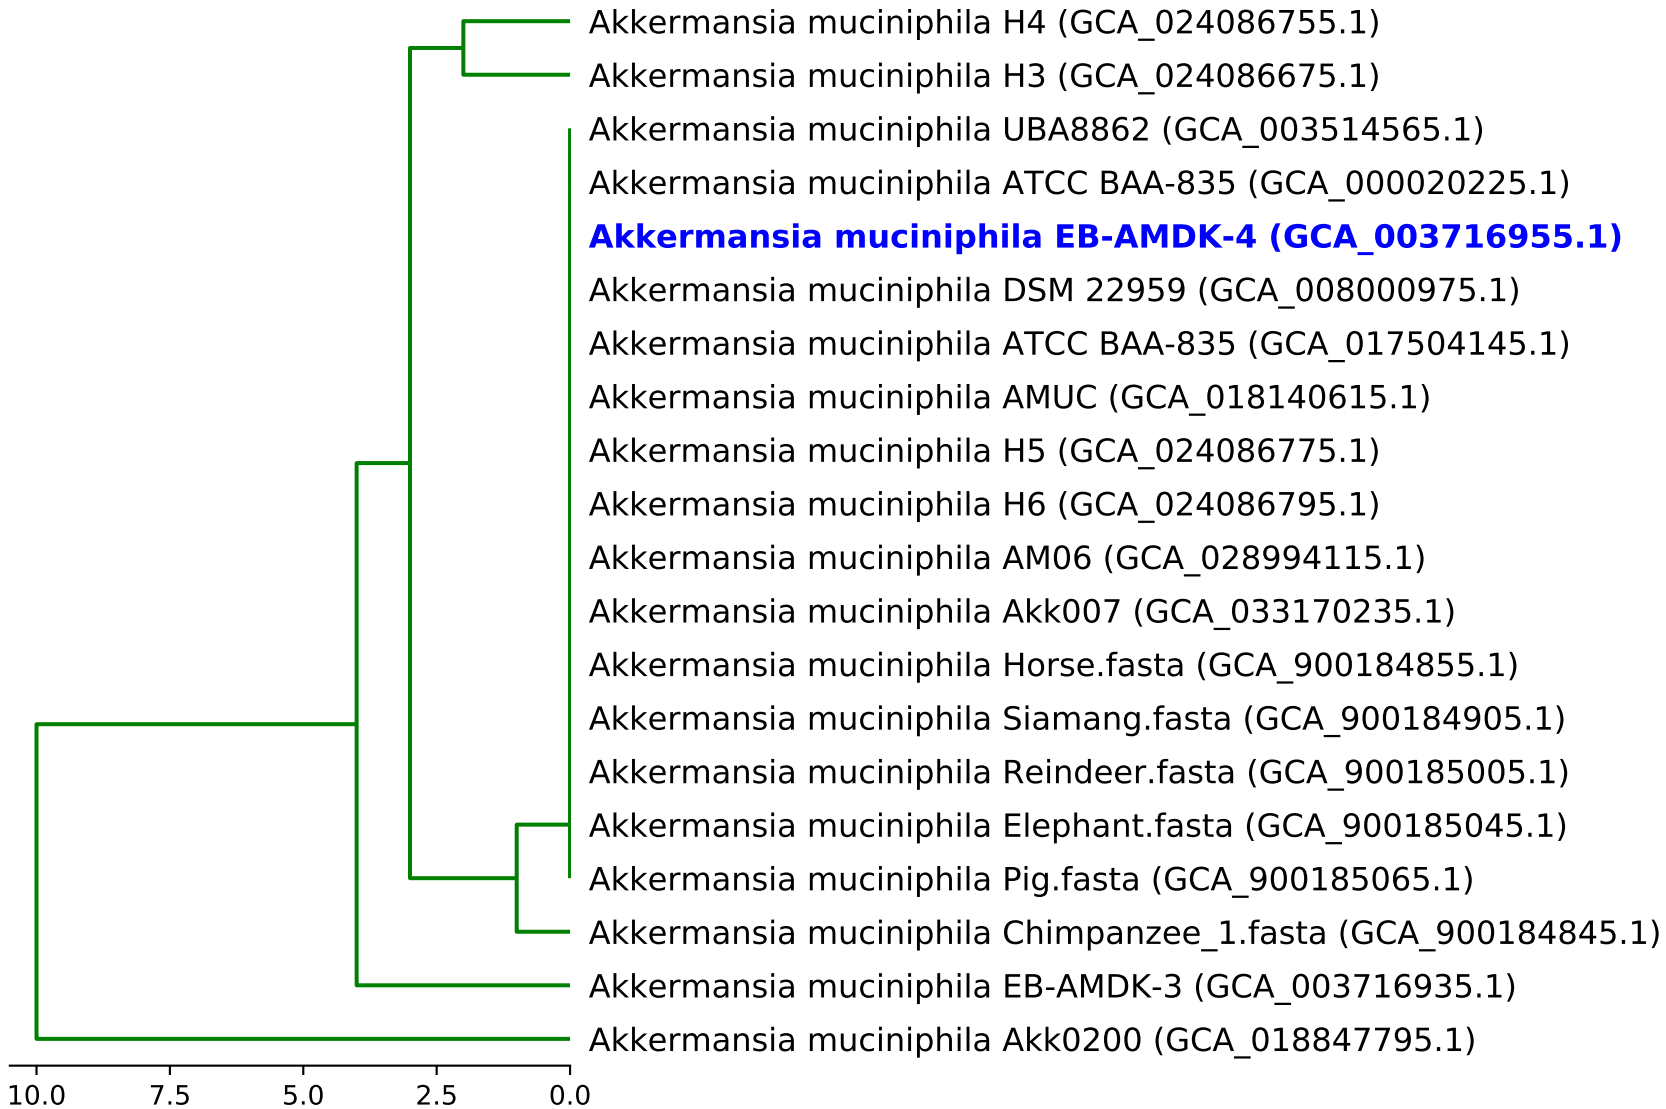 Akkermansia muciniphila H4 (GCA_024086755.1)
Akkermansia muciniphila H3 (GCA_024086675.1)
Akkermansia muciniphila UBA8862 (GCA_003514565.1)
Akkermansia muciniphila ATCC BAA-835 (GCA_000020225.1)
Akkermansia muciniphila EB-AMDK-4 (GCA_003716955.1)
Akkermansia muciniphila DSM 22959 (GCA_008000975.1)
Akkermansia muciniphila ATCC BAA-835 (GCA_017504145.1)
Akkermansia muciniphila AMUC (GCA_018140615.1)
Akkermansia muciniphila H5 (GCA_024086775.1)
Akkermansia muciniphila H6 (GCA_024086795.1)
Akkermansia muciniphila AM06 (GCA_028994115.1)
Akkermansia muciniphila Akk007 (GCA_033170235.1)
Akkermansia muciniphila Horse.fasta (GCA_900184855.1)
Akkermansia muciniphila Siamang.fasta (GCA_900184905.1)
Akkermansia muciniphila Reindeer.fasta (GCA_900185005.1)
Akkermansia muciniphila Elephant.fasta (GCA_900185045.1)
Akkermansia muciniphila Pig.fasta (GCA_900185065.1)
Akkermansia muciniphila Chimpanzee_1.fasta (GCA_900184845.1)
Akkermansia muciniphila EB-AMDK-3 (GCA_003716935.1)
Akkermansia muciniphila Akk0200 (GCA_018847795.1)
10.0 7.5 5.0 2.5 0.0